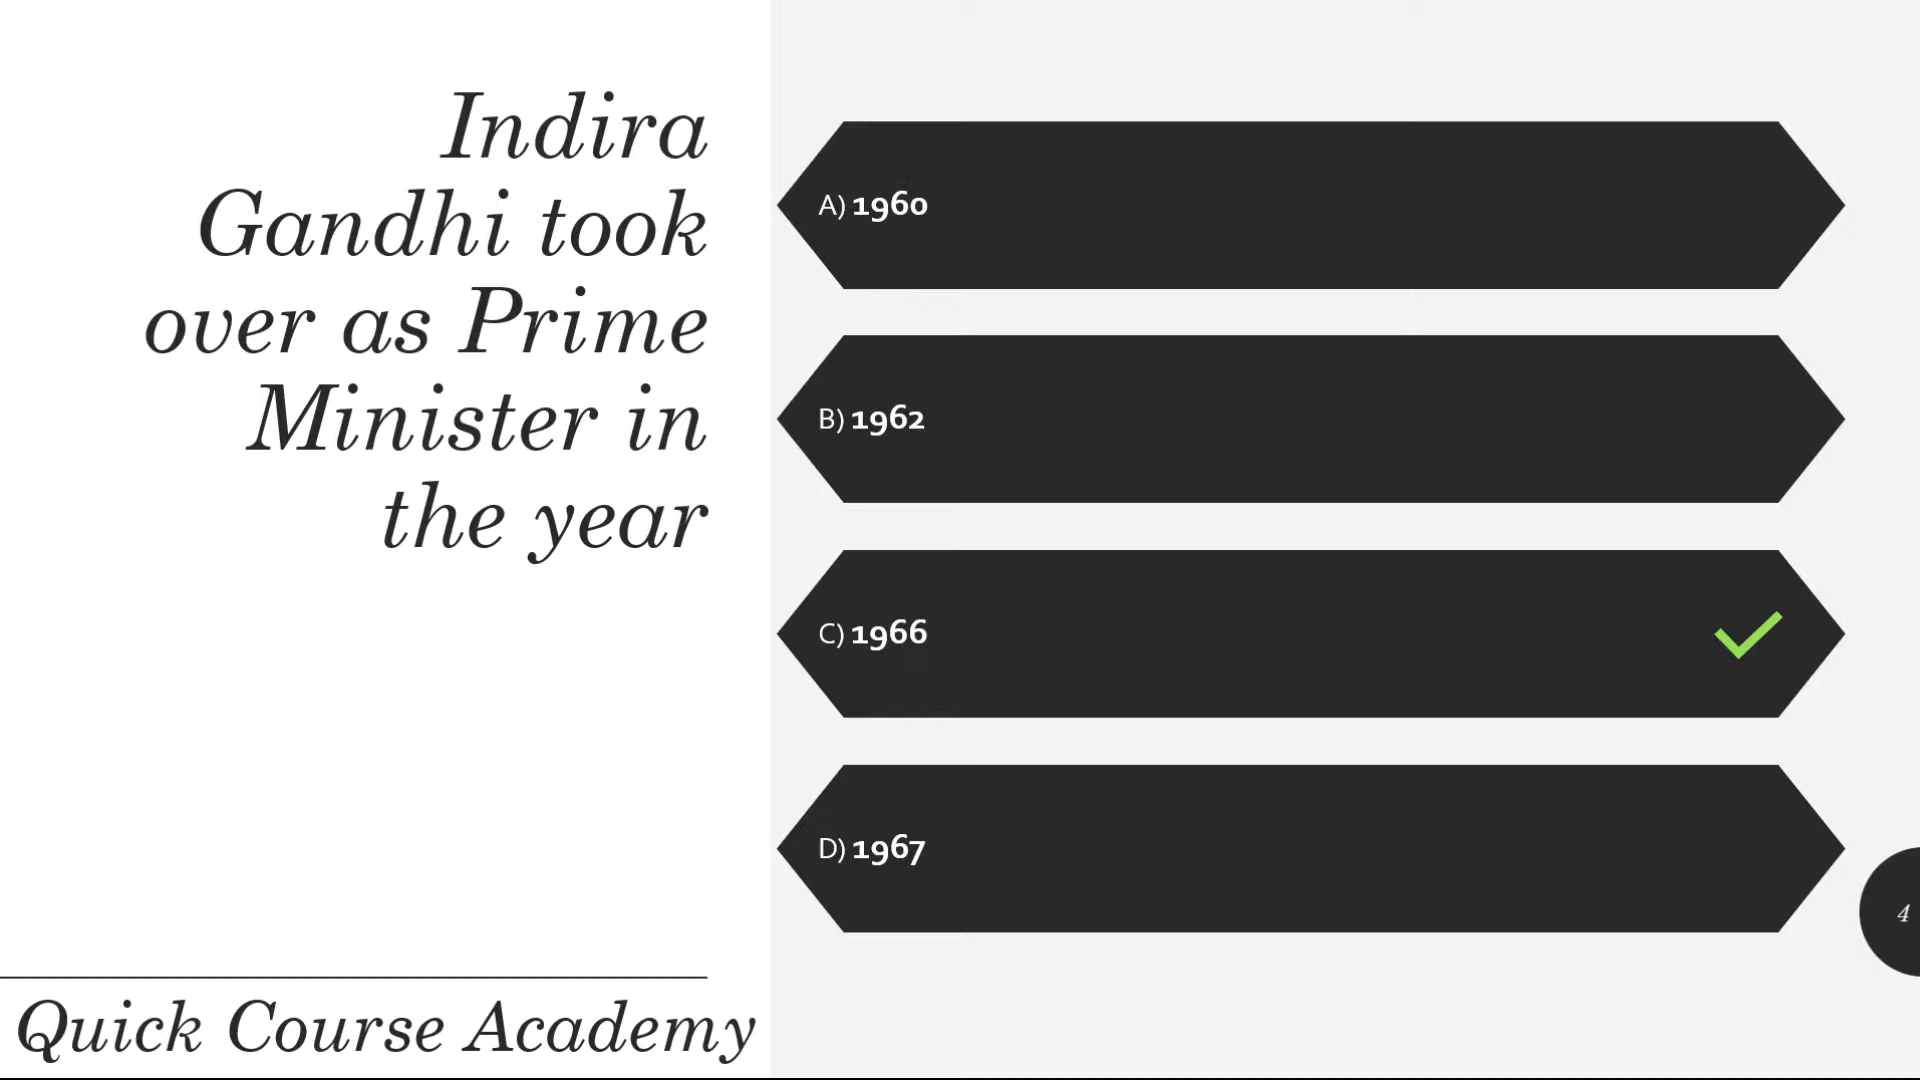 Indira
Gandhi took
over as Prime
Minister in
the year
A) 1960
B) 1962
C) 1966
D) 1967
4
Quick Course Academy